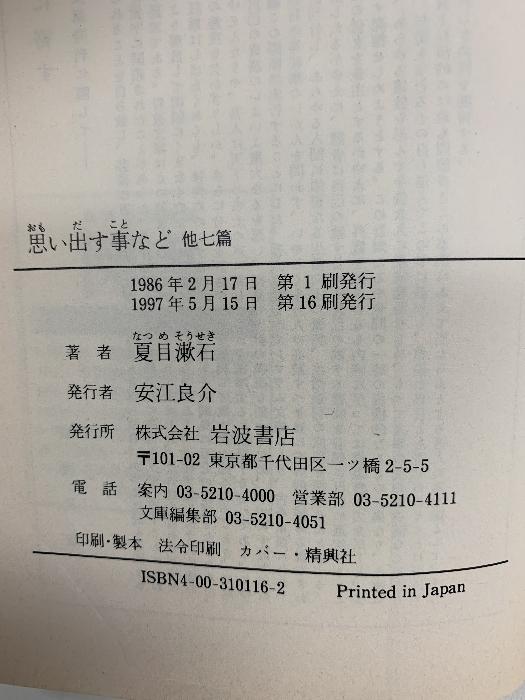 おも だ こと
思い出す事など 他七篇
1986年2月17日 第1刷発行
1997年5月15日 第16刷発行
なつめそうせき
著者 夏目漱石
発行者 安江良介
発行所 株式会社 岩波書店
〒101-02 東京都千代田区一ツ橋2-5-5
電話 案内 03-5210-4000 営業部 03-5210-4111
文庫編集部 03-5210-4051
印刷・製本 法令印刷 カバー・精興社
ISBN4-00-310116-2 Printed in Japan